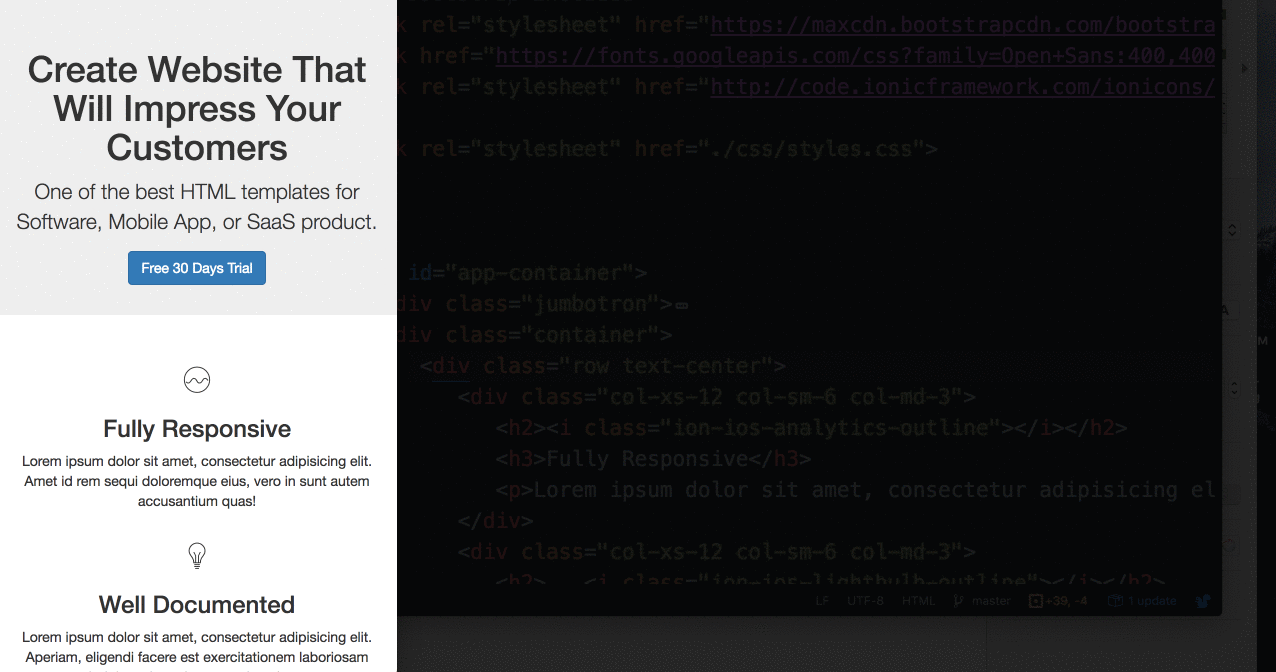 Create Website That
Will Impress Your
Customers
One of the best HTML templates for
Software, Mobile App, or SaaS product.
Free 30 Days Trial
Fully Responsive
Lorem ipsum dolor sit amet, consectetur adipisicing elit.
Amet id rem sequi doloremque eius, vero in sunt autem
accusantium quas!
Well Documented
Lorem ipsum dolor sit amet, consectetur adipisicing elit.
Aperiam, eligendi facere est exercitationem laboriosam
k rel="stylesheet" href="https://maxcdn.bootstrapcdn.com/bootstra
k href="https://fonts.googleapis.com/css?family=Open+Sans:400,400
k rel="stylesheet" href="http://code.ionicframework.com/ionicons/
k rel="stylesheet" href="./css/styles.css">
id="app-container">
div class="jumbotron">
div class="container">
<div class="row text-center">
<div class="col-xs-12 col-sm-6 col-md-3">
<h2><i class="ion-ios-analytics-outline"></i></h2>
<h3>Fully Responsive</h3>
<p>Lorem ipsum dolor sit amet, consectetur adipisicing el
</div>
<div class="col-xs-12 col-sm-6 col-md-3">
<h2> <i class="ion-ios-lightbulb-outline"></i></h2>
LF UTF-8 HTML master +39, -4 1 update
A
M